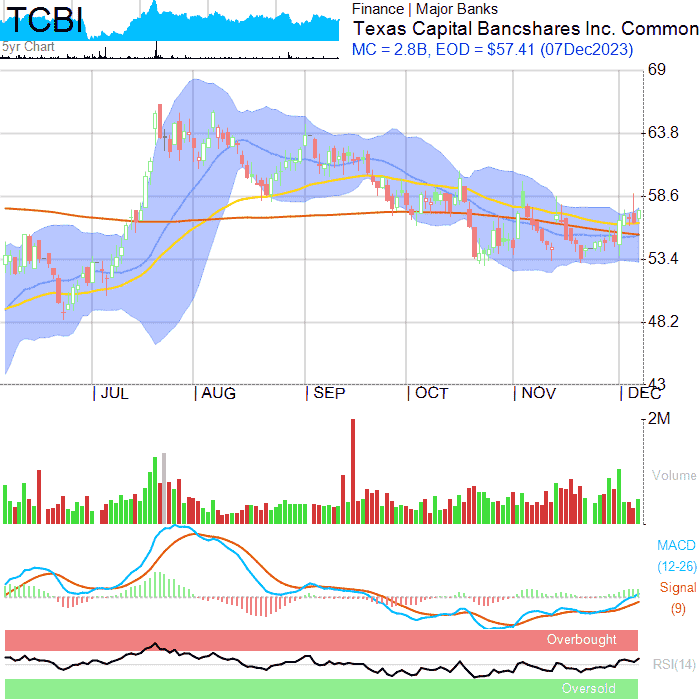 TCBI
5yr Chart
Finance | Major Banks
Texas Capital Bancshares Inc. Common
MC = 2.8B, EOD = $57.41 (07Dec2023)
69
63.8
58.6
53.4
48.2
43
JUL
AUG
SEP
OCT
NOV
DEC
2M
Volume
MACD
(12-26)
Signal
(9)
Overbought
RSI(14)
Oversold